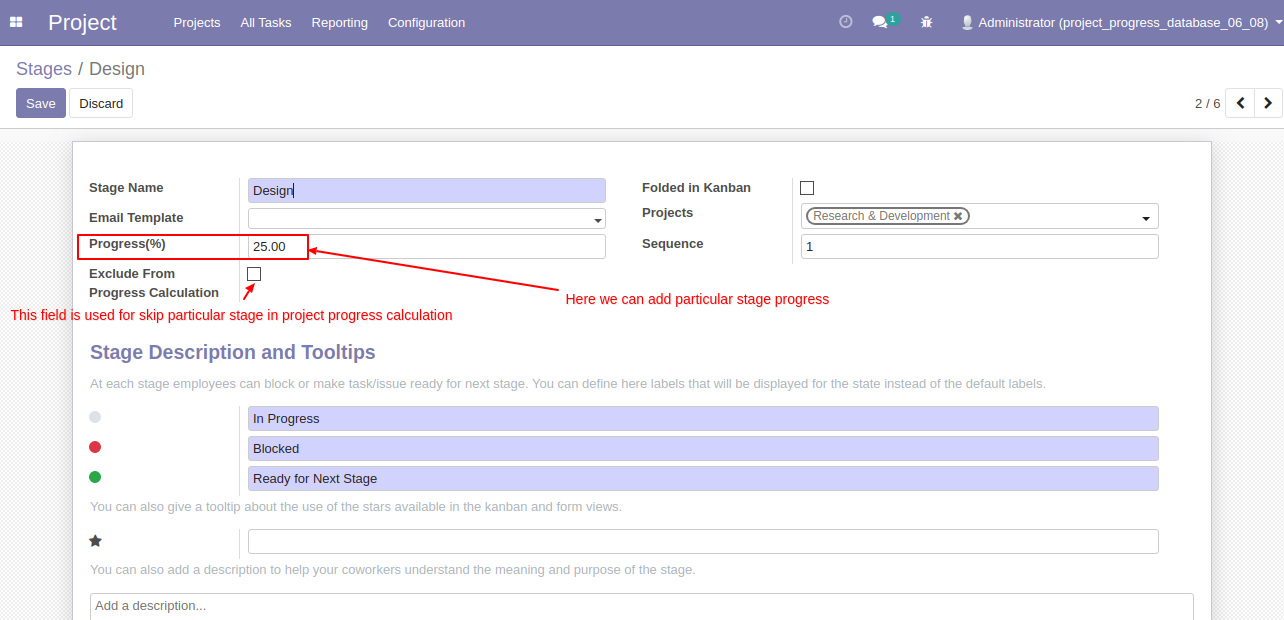 Project Projects All Tasks Reporting Configuration 1 Administrator (project_progress_database_06_08)
Stages / Design
Save Discard 2 / 6
Stage Name Design Folded in Kanban
Email Template Projects Research & Development
Progress(%) 25.00 Sequence 1
Exclude From
Progress Calculation
Here we can add particular stage progress
This field is used for skip particular stage in project progress calculation
Stage Description and Tooltips
At each stage employees can block or make task/issue ready for next stage. You can define here labels that will be displayed for the state instead of the default labels.
In Progress
Blocked
Ready for Next Stage
You can also give a tooltip about the use of the stars available in the kanban and form views.
You can also add a description to help your coworkers understand the meaning and purpose of the stage.
Add a description...